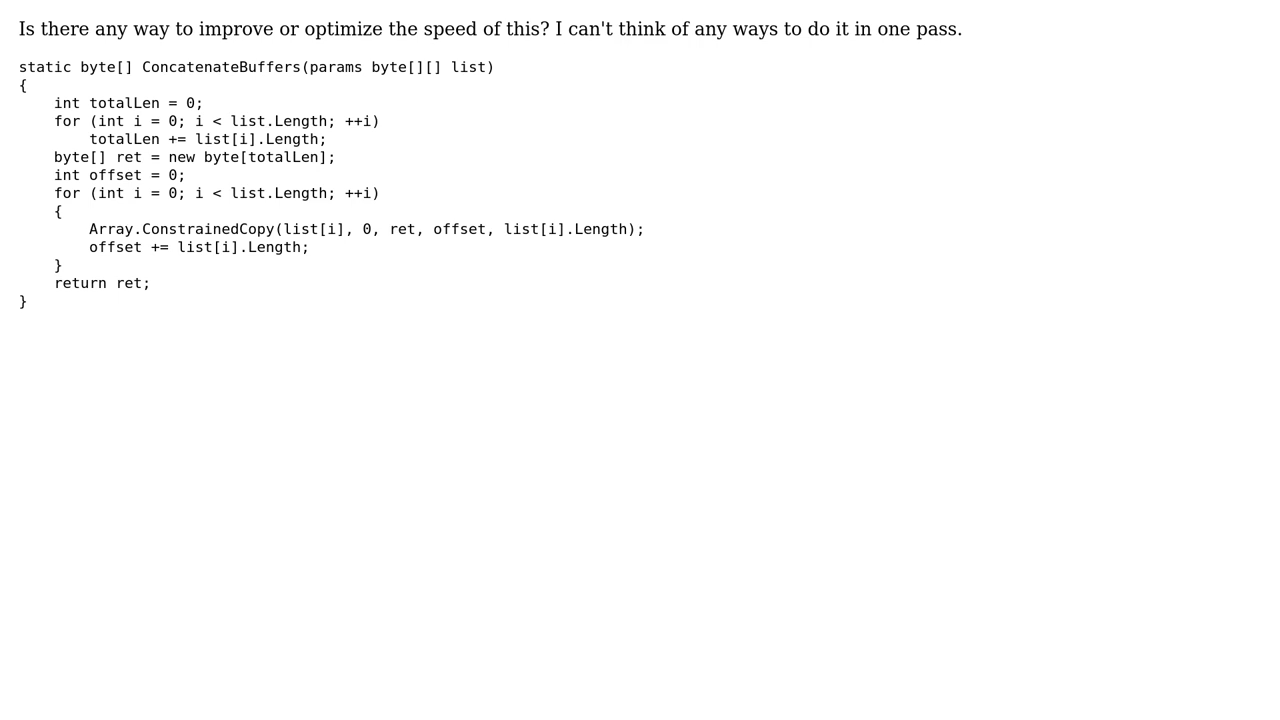 Is there any way to improve or optimize the speed of this? I can't think of any ways to do it in one pass.
static byte[] ConcatenateBuffers(params byte[][] list)
{
    int totalLen = 0;
    for (int i = 0; i < list.Length; ++i)
        totalLen += list[i].Length;
    byte[] ret = new byte[totalLen];
    int offset = 0;
    for (int i = 0; i < list.Length; ++i)
    {
        Array.ConstrainedCopy(list[i], 0, ret, offset, list[i].Length);
        offset += list[i].Length;
    }
    return ret;
}